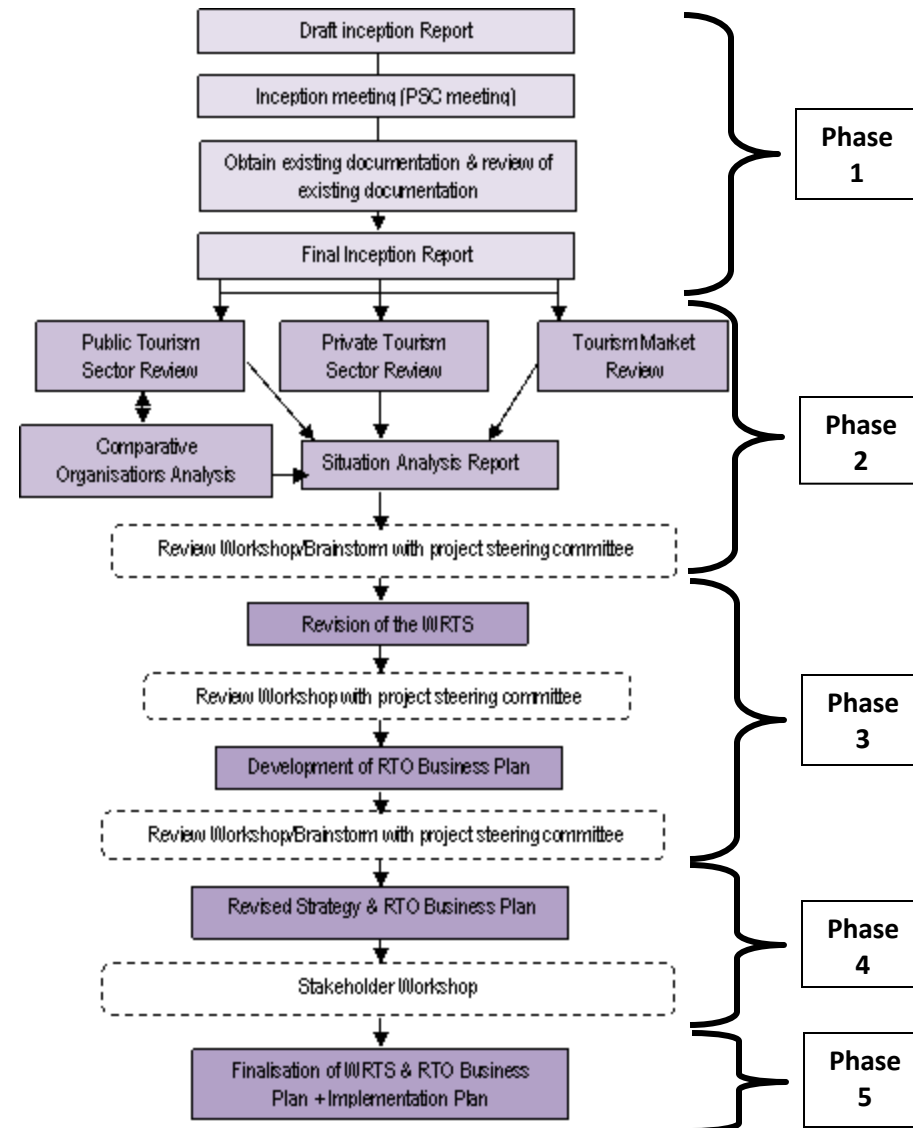 Draft inception Report
Inception meeting (PSC meeting)
Obtain existing documentation & review of
existing documentation
Final Inception Report
Phase
1
Public Tourism
Sector Review
Private Tourism
Sector Review
Tourism Market
Review
Comparative
Organisations Analysis
Situation Analysis Report
Review Workshop/Brainstorm with project steering committee
Phase
2
Revision of the WRTS
Review Workshop with project steering committee
Development of RTO Business Plan
Review Workshop/Brainstorm with project steering committee
Phase
3
Revised Strategy & RTO Business Plan
Stakeholder Workshop
Phase
4
Finalisation of WRTS & RTO Business
Plan + Implementation Plan
Phase
5